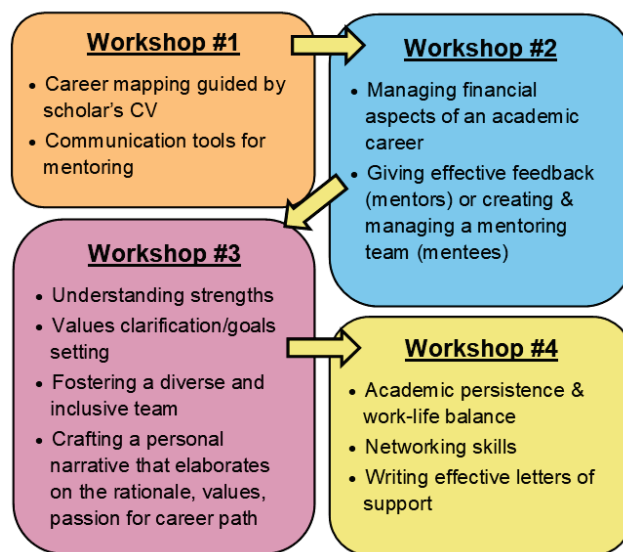 Workshop #1
• Career mapping guided by
scholar's CV
• Communication tools for
mentoring
Workshop #2
• Managing financial
aspects of an academic
career
• Giving effective feedback
(mentors) or creating &
managing a mentoring
team (mentees)
Workshop #3
• Understanding strengths
• Values clarification/goals
setting
• Fostering a diverse and
inclusive team
• Crafting a personal
narrative that elaborates
on the rationale, values,
passion for career path
Workshop #4
• Academic persistence &
work-life balance
• Networking skills
• Writing effective letters of
support